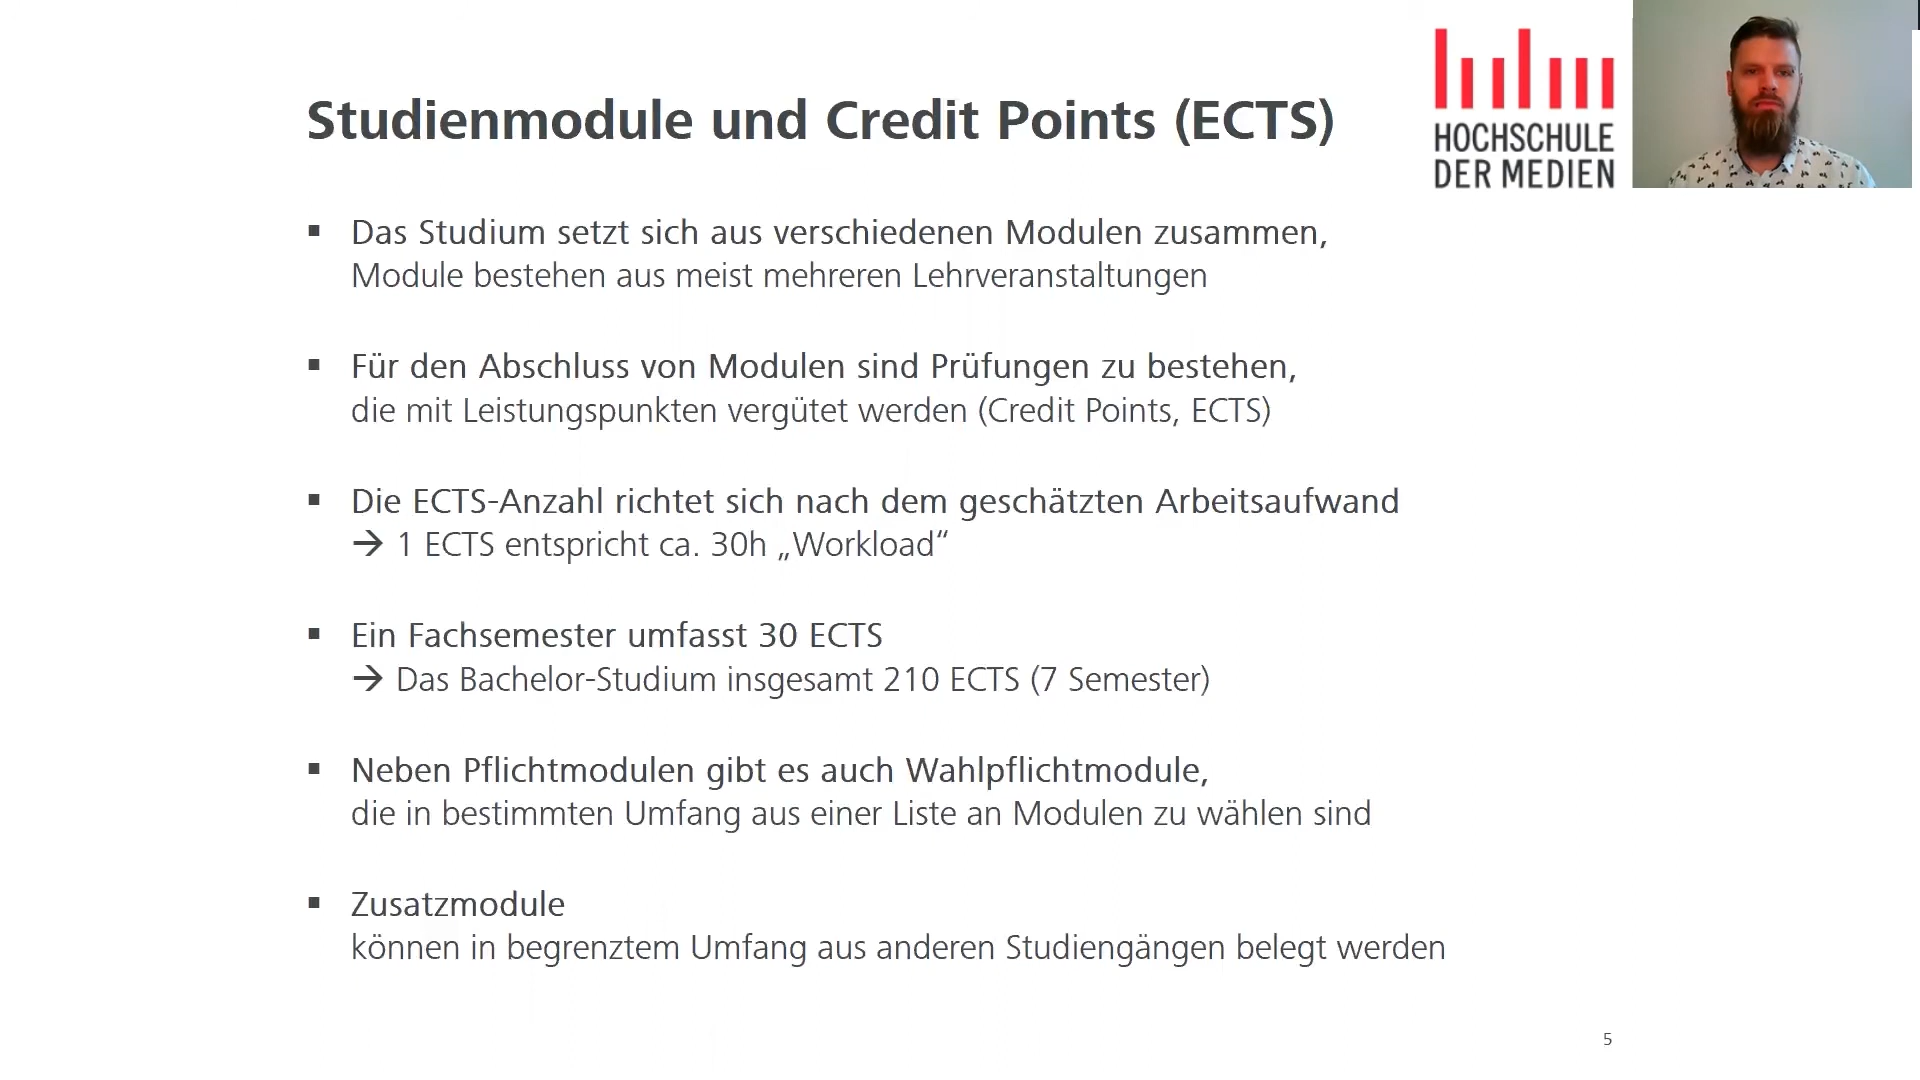 Studienmodule und Credit Points (ECTS)
HOCHSCHULE
DER MEDIEN
▪ Das Studium setzt sich aus verschiedenen Modulen zusammen,
Module bestehen aus meist mehreren Lehrveranstaltungen
▪ Für den Abschluss von Modulen sind Prüfungen zu bestehen,
die mit Leistungspunkten vergütet werden (Credit Points, ECTS)
▪ Die ECTS-Anzahl richtet sich nach dem geschätzten Arbeitsaufwand
→ 1 ECTS entspricht ca. 30h „Workload“
▪ Ein Fachsemester umfasst 30 ECTS
→ Das Bachelor-Studium insgesamt 210 ECTS (7 Semester)
▪ Neben Pflichtmodulen gibt es auch Wahlpflichtmodule,
die in bestimmten Umfang aus einer Liste an Modulen zu wählen sind
▪ Zusatzmodule
können in begrenztem Umfang aus anderen Studiengängen belegt werden
5